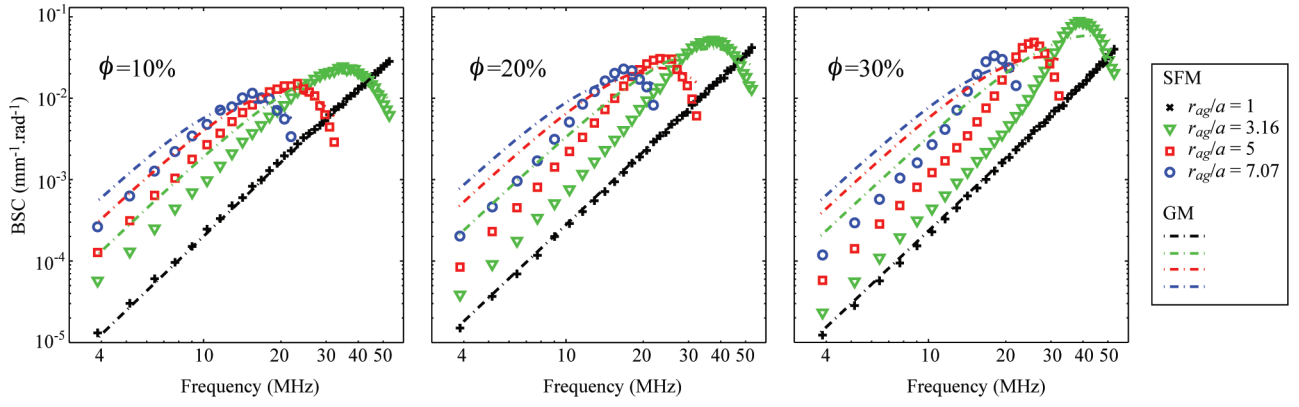 BSC (mm⁻¹.rad⁻¹)
10⁻¹
10⁻²
10⁻³
10⁻⁴
10⁻⁵
ϕ=10%
4 10 20 30 40 50
Frequency (MHz)
ϕ=20%
4 10 20 30 40 50
Frequency (MHz)
ϕ=30%
4 10 20 30 40 50
Frequency (MHz)
SFM
r_ag/a = 1
r_ag/a = 3.16
r_ag/a = 5
r_ag/a = 7.07
GM